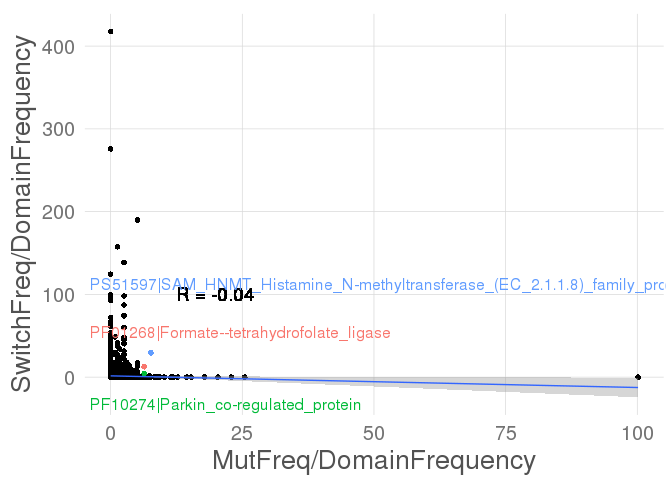 400
300
200
100
0
SwitchFreq/DomainFrequency
PS51597|SAM_HNMT_Histamine_N-methyltransferase_(EC_2.1.1.8)_family_pro
R = -0.04
PF01268|Formate--tetrahydrofolate_ligase
PF10274|Parkin_co-regulated_protein
0 25 50 75 100
MutFreq/DomainFrequency